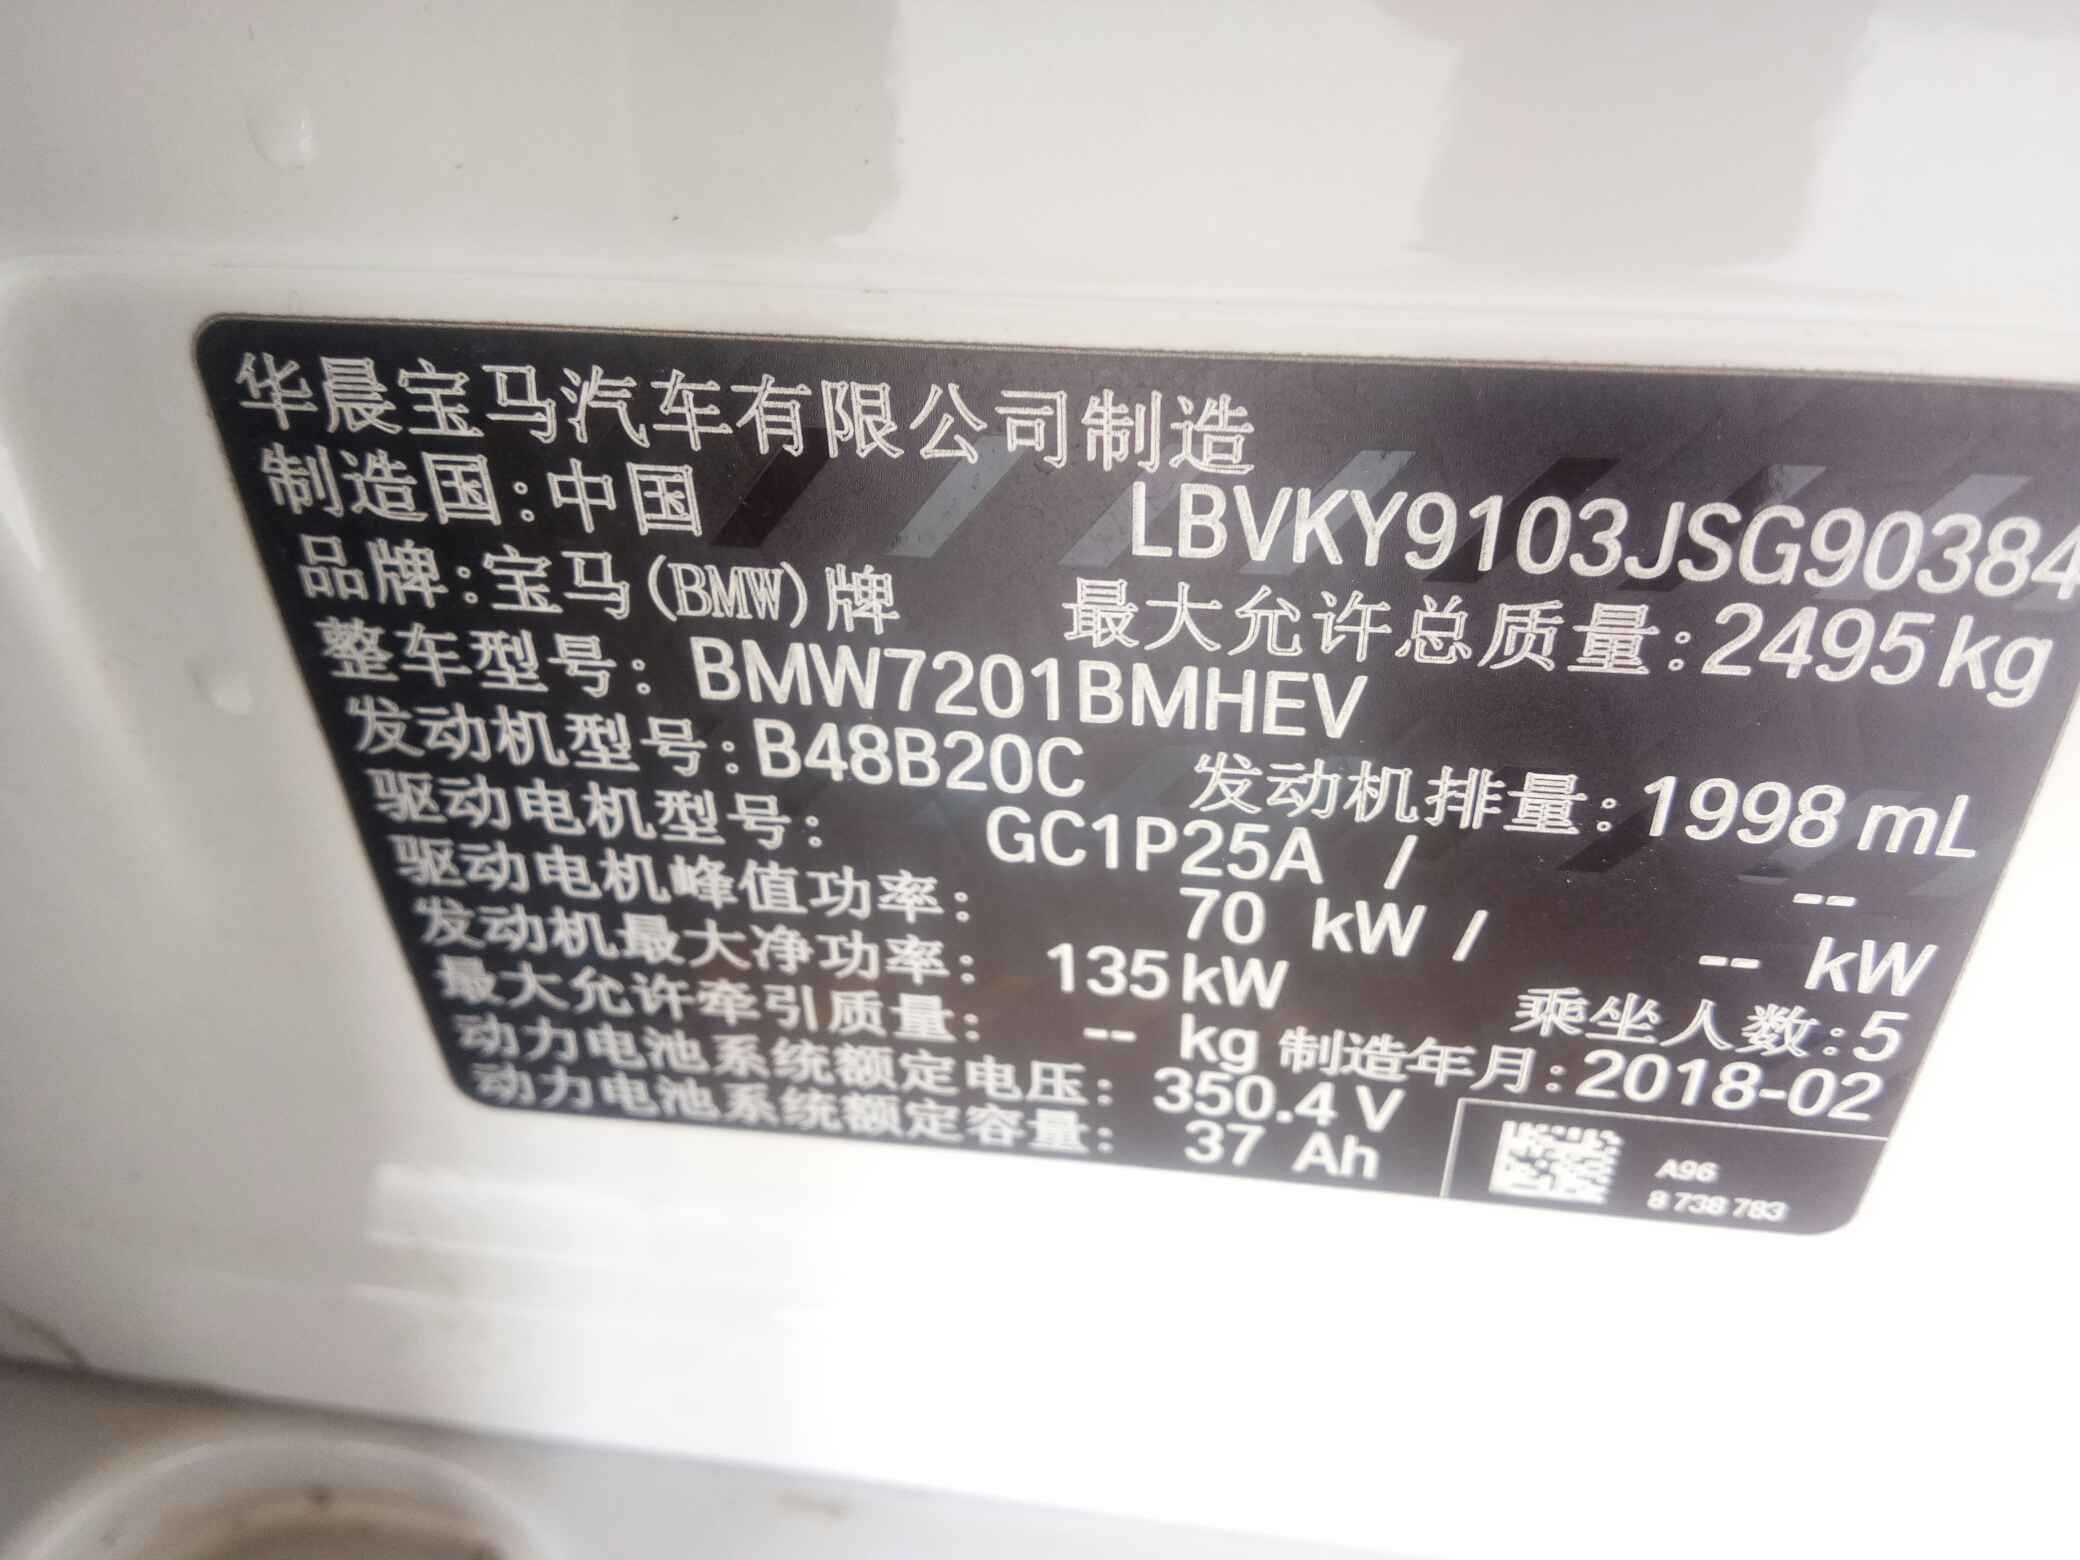 华晨宝马汽车有限公司制造
制造国:中国
LBVKY9103JSG90384
品牌:宝马(BMW)牌
最大允许总质量:2495kg
整车型号: BMW7201BMHEV
发动机型号:B48B20C
发动机排量:1998 mL
驱动电机型号: GC1P25A / --
驱动电机峰值功率: 70 kW / -- kW
发动机最大净功率: 135kW
乘坐人数:5
最大允许牵引质量: -- kg
制造年月:2018-02
动力电池系统额定电压: 350.4 V
动力电池系统额定容量: 37 Ah
A96
8 738 783